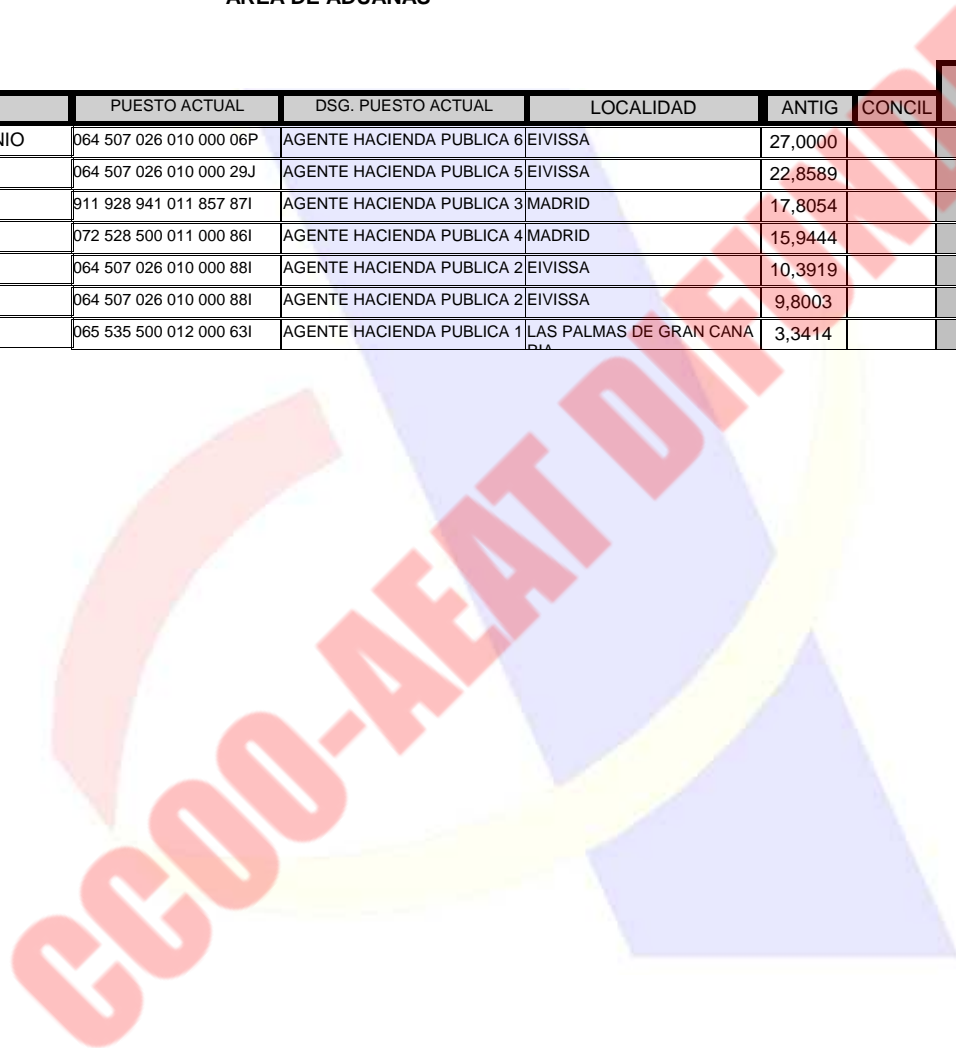 ÁREA DE ADUANAS
PUESTO ACTUAL DSG. PUESTO ACTUAL LOCALIDAD ANTIG CONCIL
NIO 064 507 026 010 000 06P AGENTE HACIENDA PUBLICA 6 EIVISSA 27,0000
064 507 026 010 000 29J AGENTE HACIENDA PUBLICA 5 EIVISSA 22,8589
911 928 941 011 857 87I AGENTE HACIENDA PUBLICA 3 MADRID 17,8054
072 528 500 011 000 86I AGENTE HACIENDA PUBLICA 4 MADRID 15,9444
064 507 026 010 000 88I AGENTE HACIENDA PUBLICA 2 EIVISSA 10,3919
064 507 026 010 000 88I AGENTE HACIENDA PUBLICA 2 EIVISSA 9,8003
065 535 500 012 000 63I AGENTE HACIENDA PUBLICA 1 LAS PALMAS DE GRAN CANA 3,3414
RIA
CCOO-AEAT DIFUND